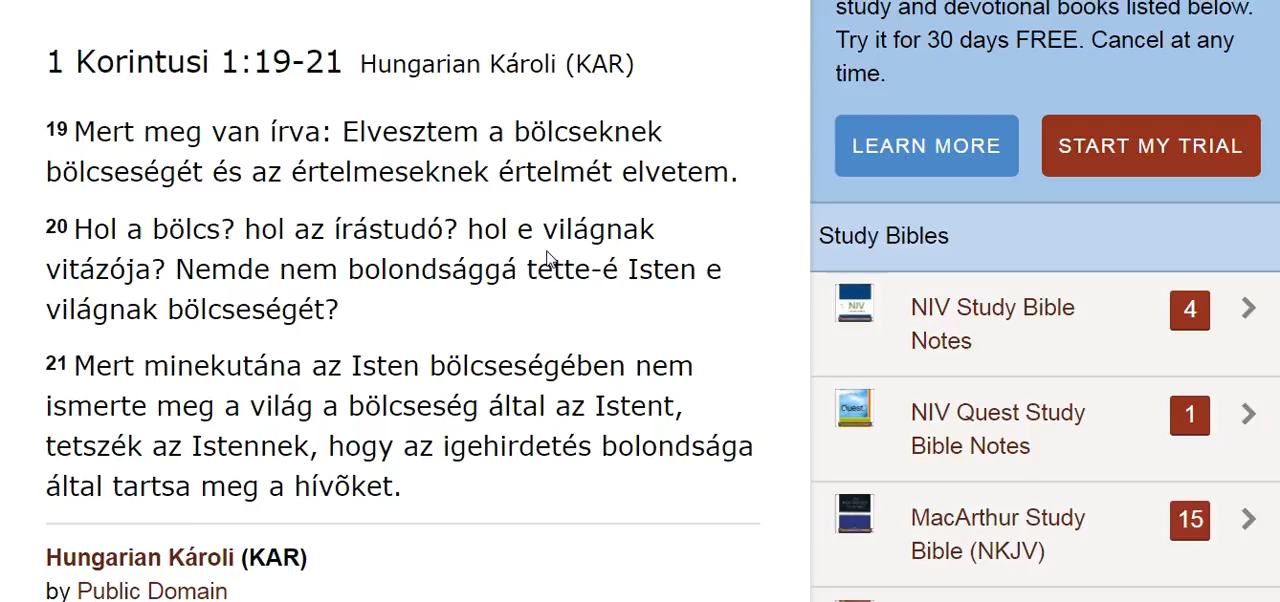 study and devotional books listed below.
Try it for 30 days FREE. Cancel at any
time.
LEARN MORE
START MY TRIAL
1 Korintusi 1:19-21 Hungarian Károli (KAR)
19 Mert meg van írva: Elvesztem a bölcseknek
bölcseségét és az értelmeseknek értelmét elvetem.
20 Hol a bölcs? hol az írástudó? hol e világnak
vitázója? Nemde nem bolondsággá tette-é Isten e
világnak bölcseségét?
21 Mert minekutána az Isten bölcseségében nem
ismerte meg a világ a bölcseség által az Istent,
tetszék az Istennek, hogy az igehirdetés bolondsága
által tartsa meg a hívõket.
Hungarian Károli (KAR)
by Public Domain
Study Bibles
NIV
NIV Study Bible
Notes
4
Quest
NIV Quest Study
Bible Notes
1
MacArthur Study
Bible (NKJV)
15